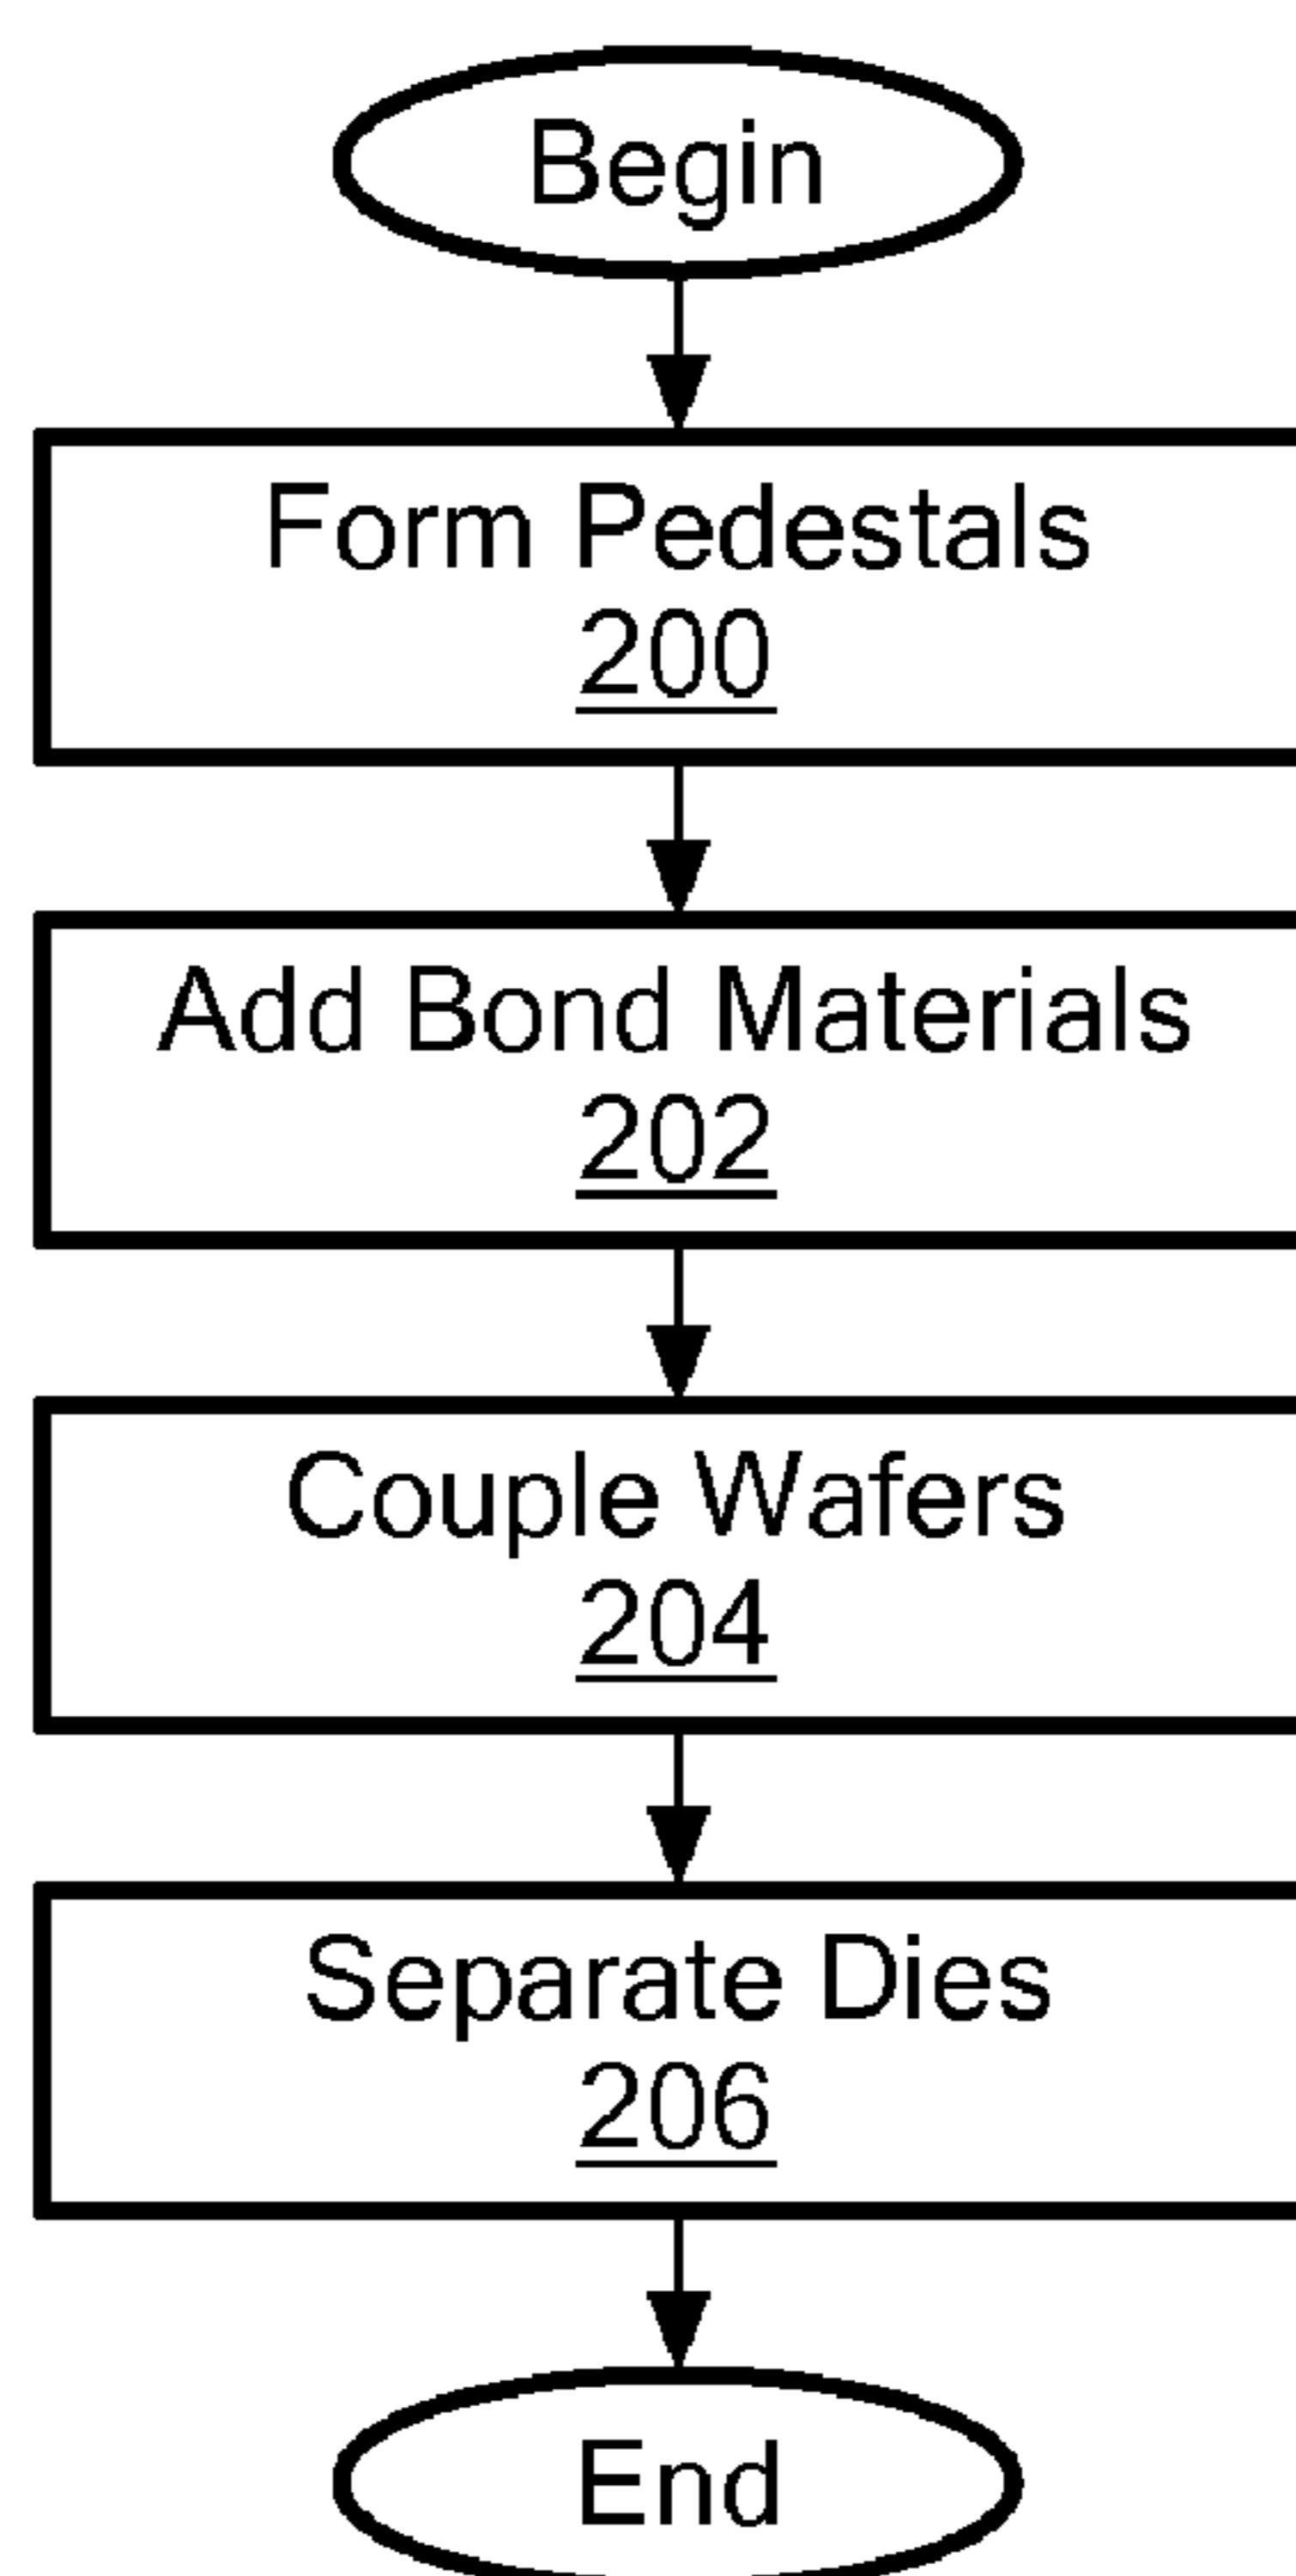 Begin
Form Pedestals
200
Add Bond Materials
202
Couple Wafers
204
Separate Dies
206
End